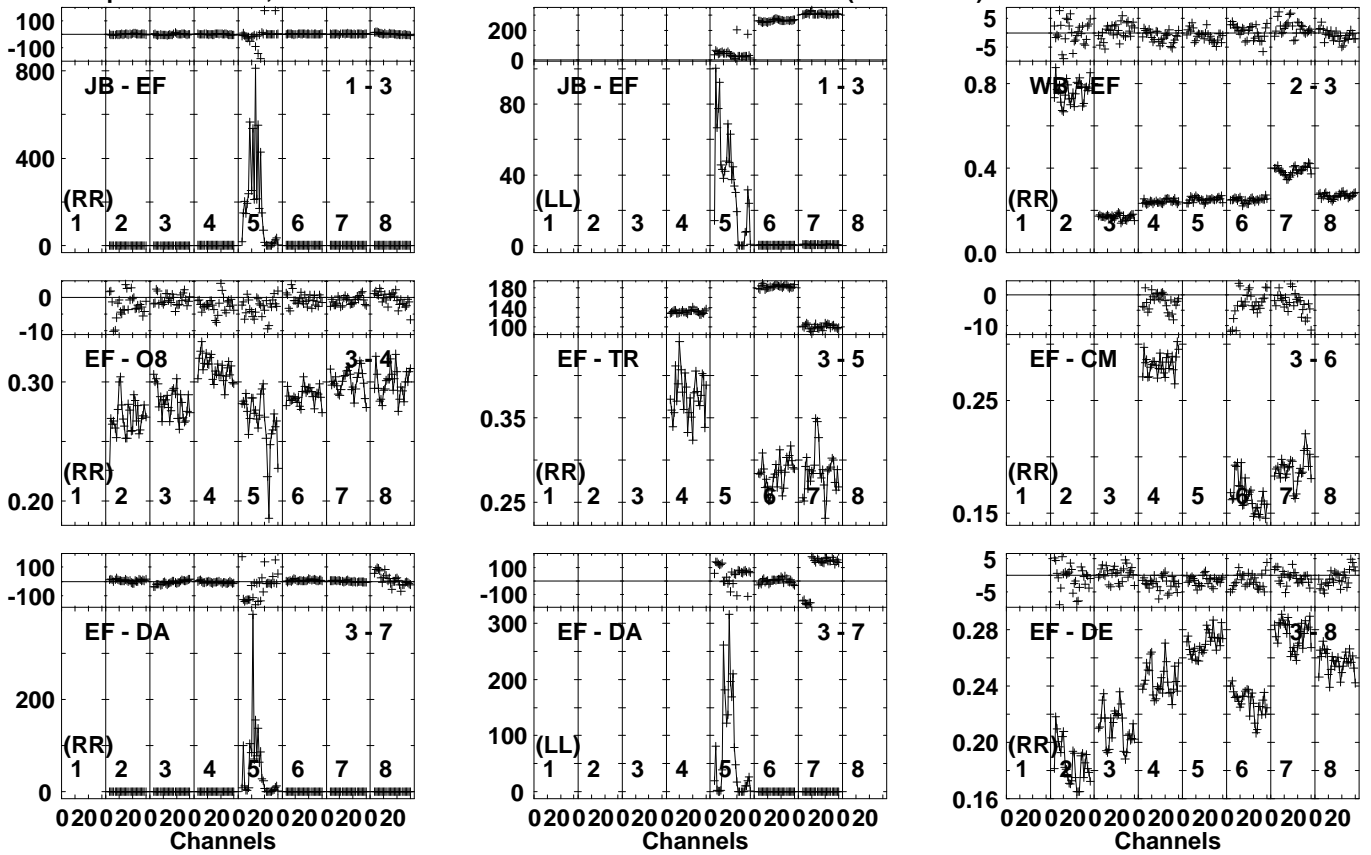 100 200 5
-100 0 -5
800 JB - EF 1 - 3 80 JB - EF 1 - 3 0.8 WB - EF 2 - 3
400 40 0.4
(RR) (LL) (RR)
1 2 3 4 5 6 7 8 1 2 3 4 5 6 7 8 1 2 3 4 5 6 7 8
0 0 0.0
0 180 0
-10 140 -10
100
0.30 EF - O8 3 - 4 EF - TR 3 - 5 EF - CM 3 - 6
0.35 0.25
(RR) (RR) (RR)
0.20 1 2 3 4 5 6 7 8 0.25 1 2 3 4 5 6 7 8 0.15 1 2 3 4 5 6 7 8
100 100 5
-100 -100 -5
EF - DA 3 - 7 300 EF - DA 3 - 7 0.28 EF - DE 3 - 8
200 200 0.24
(RR) 100 (LL) 0.20 (RR)
1 2 3 4 5 6 7 8 1 2 3 4 5 6 7 8 1 2 3 4 5 6 7 8
0 0 0.16
020020020020020020020 20 020020020020020020020 20 020020020020020020020 20
Channels Channels Channels